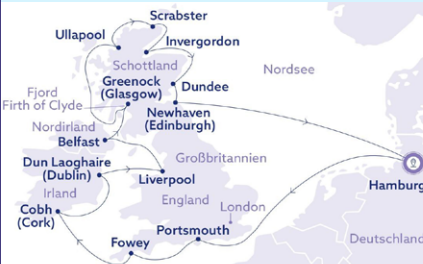 Scrabster
Ullapool
Invergordon
Schottland
Nordsee
Greenock
(Glasgow)
Dundee
Fjord
Firth of Clyde
Newhaven
(Edinburgh)
Nordirland
Belfast
Großbritannien
Dun Laoghaire
(Dublin)
Liverpool
Hamburg
Irland
England
London
Cobh
(Cork)
Portsmouth
Fowey
Deutschland